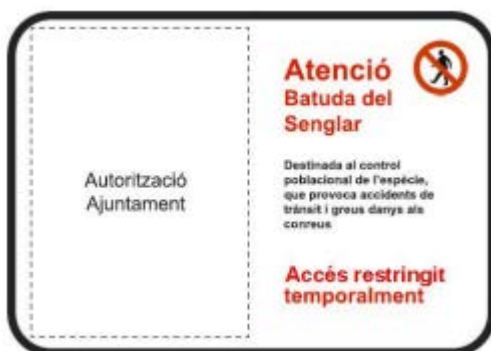 Autorització
Ajuntament
Atenció
Batuda del
Senglar
Destinada al control
poblacional de l'espècie,
que provoca accidents de
trànsit i greus danys als
conreus
Accés restringit
temporalment